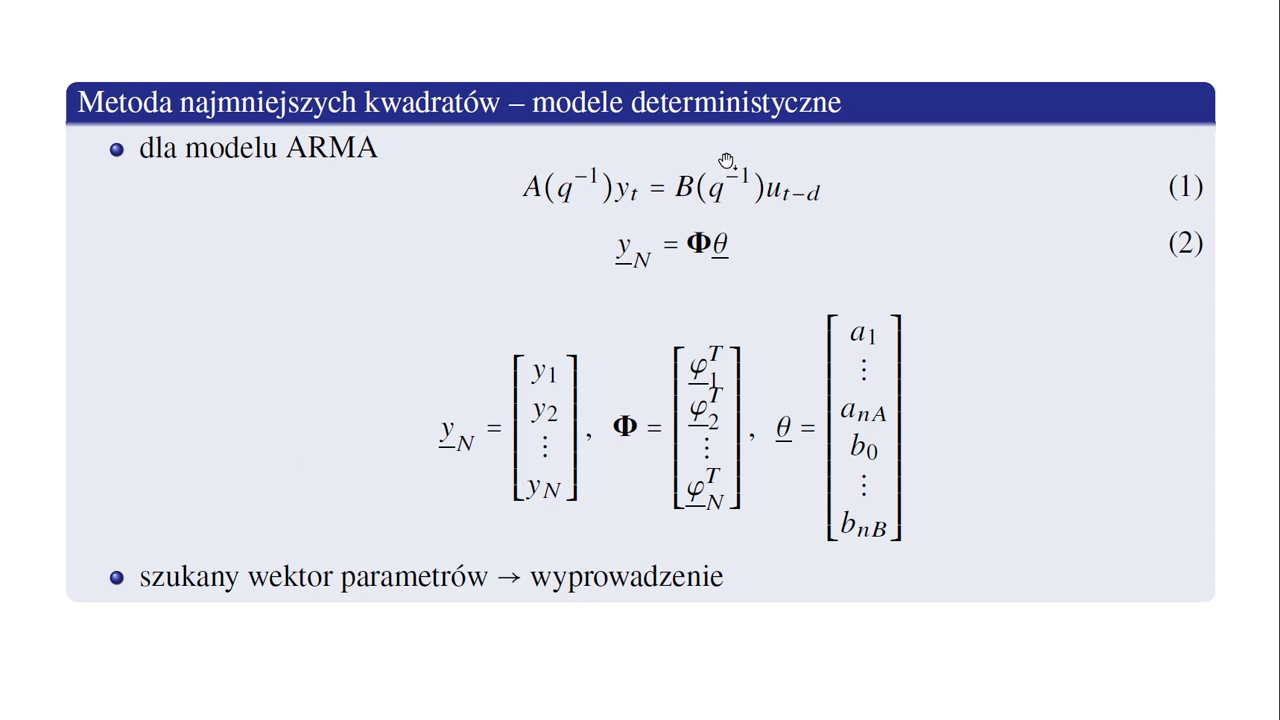 Metoda najmniejszych kwadratów – modele deterministyczne
dla modelu ARMA
A(q⁻¹)yₜ = B(q⁻¹)uₜ₋d (1)
y_N = Φθ (2)
y_N = [y₁ y₂ ⋮ y_N], Φ = [φ₁ᵀ φ₂ᵀ ⋮ φ_Nᵀ], θ = [a₁ ⋮ a_nA b₀ ⋮ b_nB]
szukany wektor parametrów → wyprowadzenie